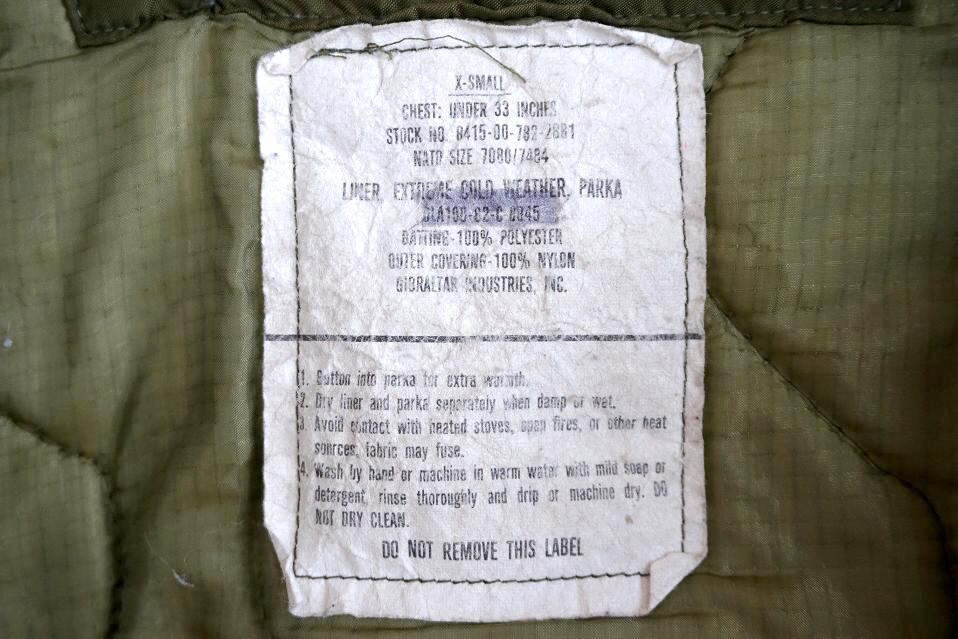 X-SMALL
CHEST: UNDER 33 INCHES
STOCK NO. 8415-00-782-2881
NATO SIZE 7080/7484
LINER, EXTREME COLD WEATHER, PARKA
DLA100-82-C-0045
BATTING-100% POLYESTER
OUTER COVERING-100% NYLON
GIBRALTAR INDUSTRIES, INC.
1. Button into parka for extra warmth.
2. Dry liner and parka separately when damp or wet.
3. Avoid contact with heated stoves, open fires, or other heat
sources, fabric may fuse.
4. Wash by hand or machine in warm water with mild soap or
detergent, rinse thoroughly and drip or machine dry. DO
NOT DRY CLEAN.
DO NOT REMOVE THIS LABEL